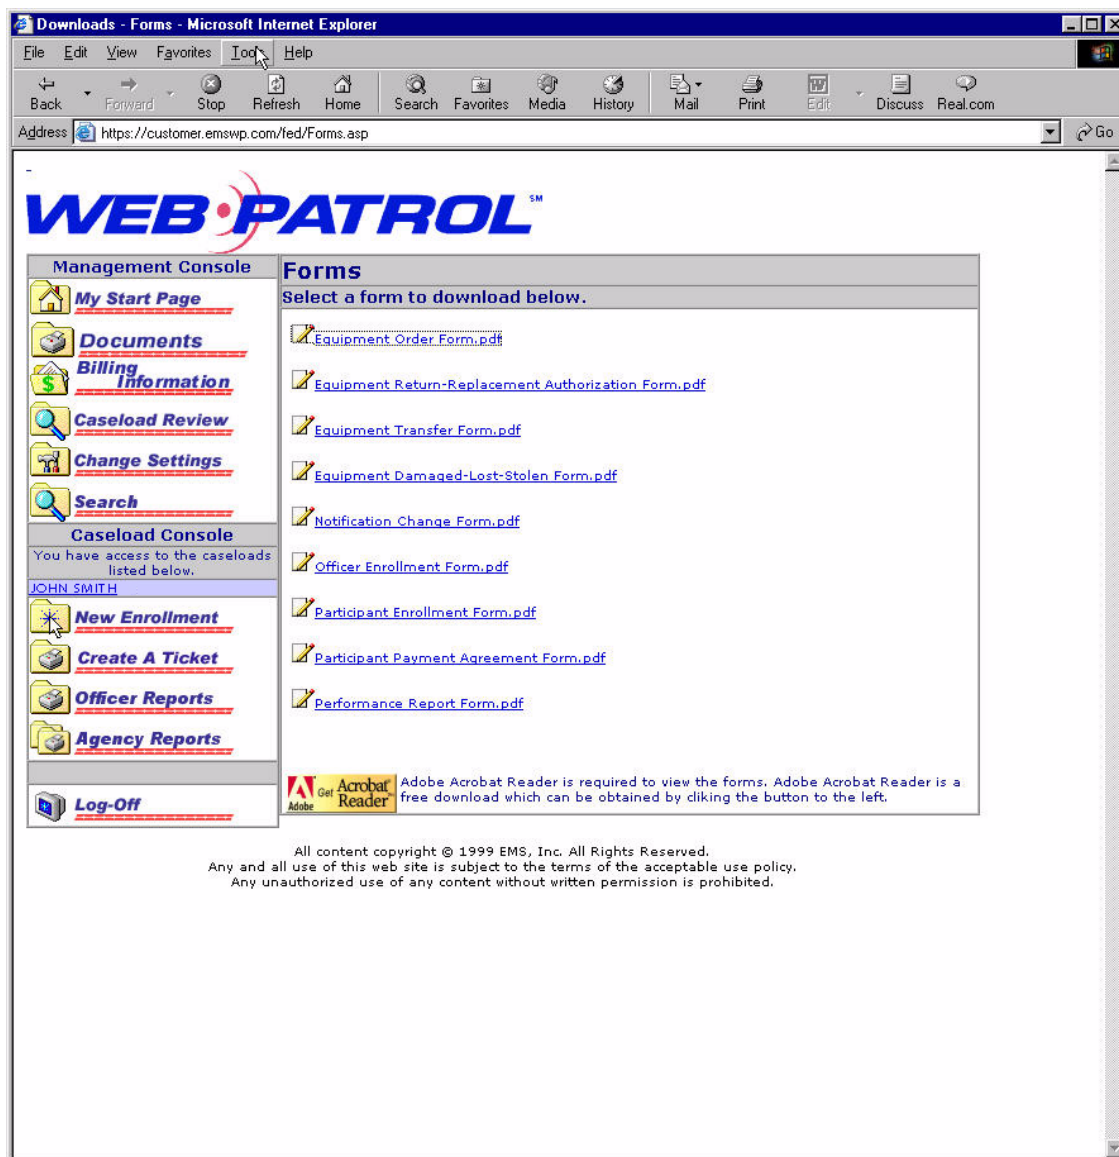 Downloads - Forms - Microsoft Internet Explorer
File Edit View Favorites Tools Help
Back Forward Stop Refresh Home Search Favorites Media History Mail Print Edit Discuss Real.com
Address https://customer.emswp.com/fed/Forms.asp Go
WEB PATROL SM
Management Console
My Start Page
Documents
Billing
Information
Caseload Review
Change Settings
Search
Caseload Console
You have access to the caseloads
listed below.
JOHN SMITH
New Enrollment
Create A Ticket
Officer Reports
Agency Reports
Log-Off
Forms
Select a form to download below.
Equipment Order Form.pdf
Equipment Return-Replacement Authorization Form.pdf
Equipment Transfer Form.pdf
Equipment Damaged-Lost-Stolen Form.pdf
Notification Change Form.pdf
Officer Enrollment Form.pdf
Participant Enrollment Form.pdf
Participant Payment Agreement Form.pdf
Performance Report Form.pdf
Adobe Get Acrobat Reader
Adobe Acrobat Reader is required to view the forms. Adobe Acrobat Reader is a
free download which can be obtained by cliking the button to the left.
All content copyright © 1999 EMS, Inc. All Rights Reserved.
Any and all use of this web site is subject to the terms of the acceptable use policy.
Any unauthorized use of any content without written permission is prohibited.